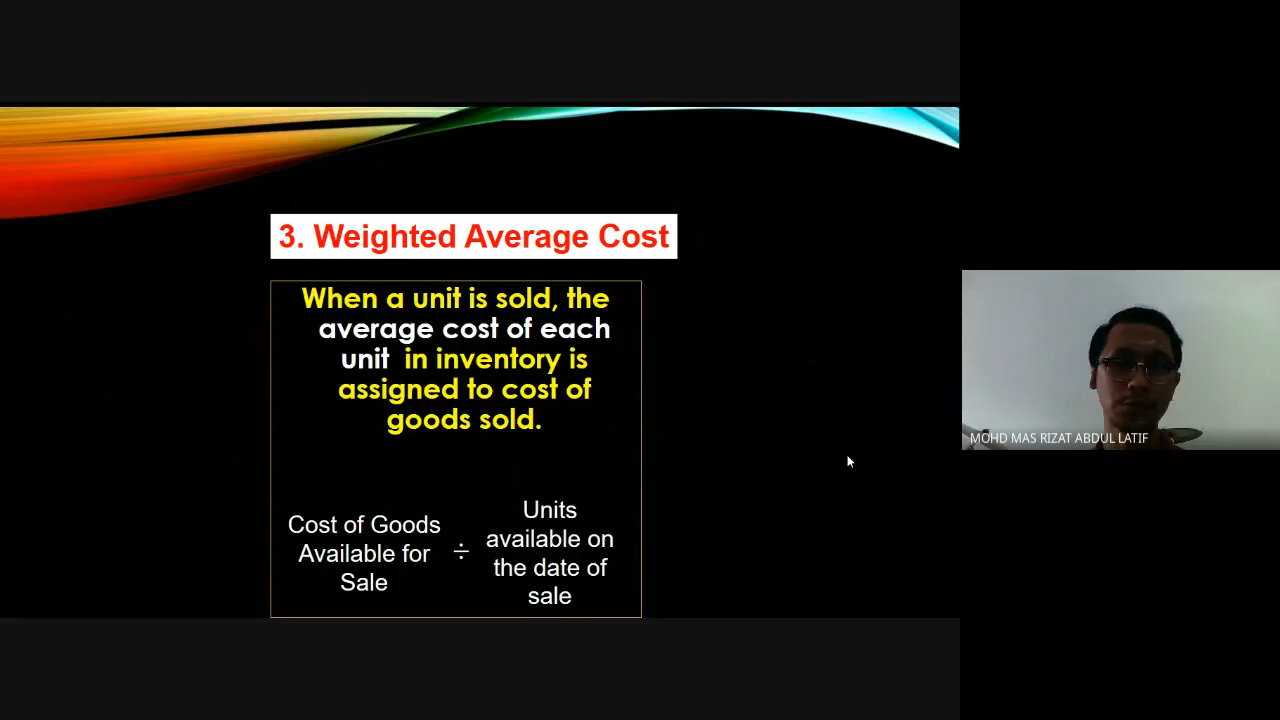 3. Weighted Average Cost
When a unit is sold, the
average cost of each
unit in inventory is
assigned to cost of
goods sold.
Cost of Goods
Available for
Sale
÷
Units
available on
the date of
sale
MOHD MAS RIZAT ABDUL LATIF